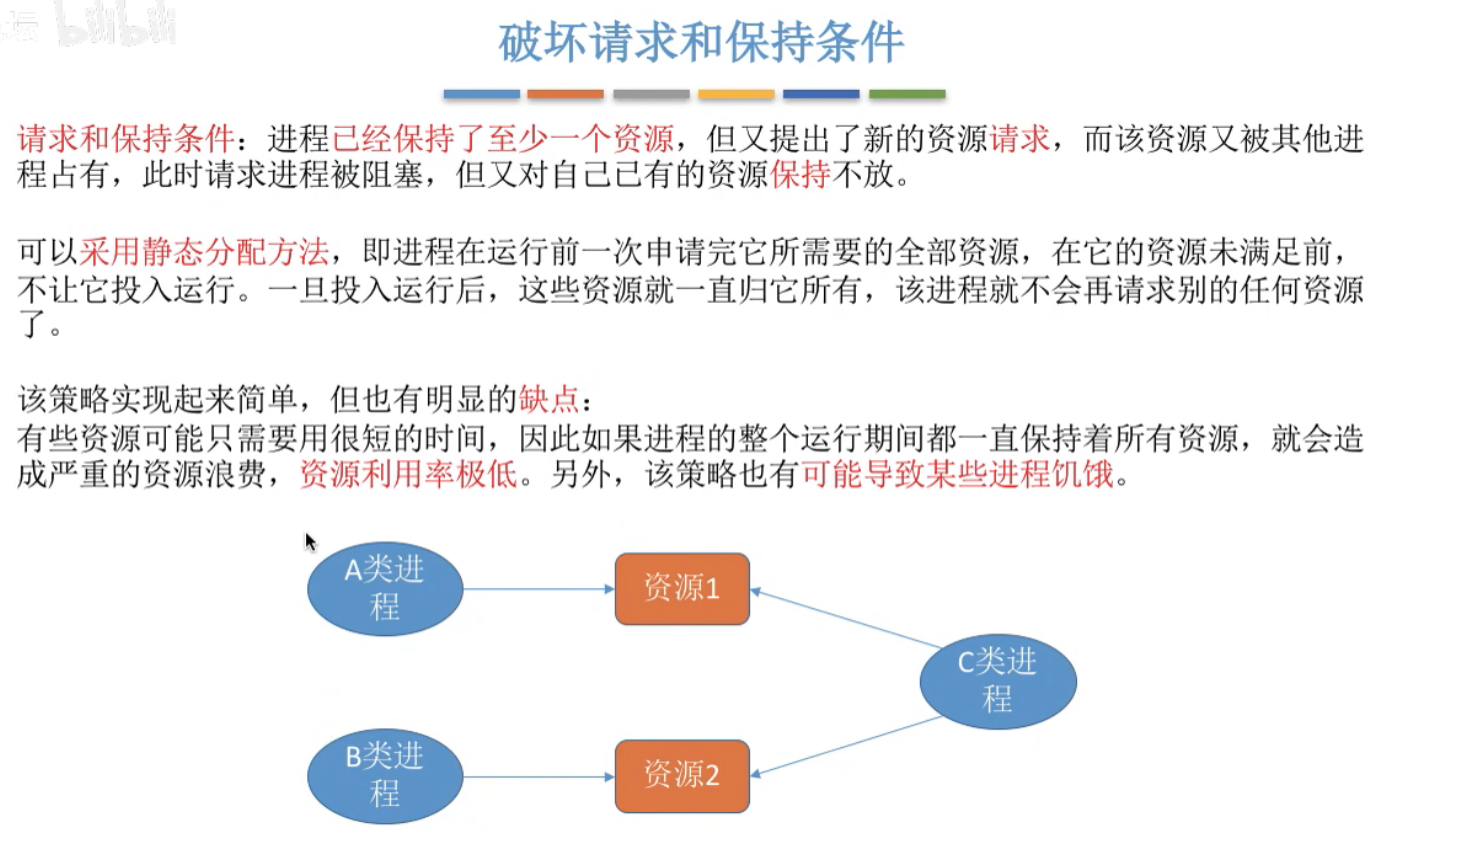 坛 bilibili
破坏请求和保持条件
请求和保持条件：进程已经保持了至少一个资源，但又提出了新的资源请求，而该资源又被其他进
程占有，此时请求进程被阻塞，但又对自己已有的资源保持不放。
可以采用静态分配方法，即进程在运行前一次申请完它所需要的全部资源，在它的资源未满足前，
不让它投入运行。一旦投入运行后，这些资源就一直归它所有，该进程就不会再请求别的任何资源
了。
该策略实现起来简单，但也有明显的缺点：
有些资源可能只需要用很短的时间，因此如果进程的整个运行期间都一直保持着所有资源，就会造
成严重的资源浪费，资源利用率极低。另外，该策略也有可能导致某些进程饥饿。
A类进
程
资源1
C类进
程
B类进
程
资源2